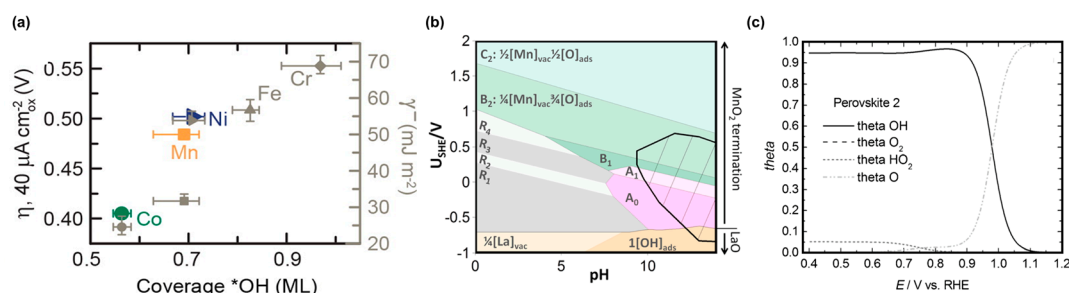 (a)
η, 40 μA cm⁻²ox (V)
0.55
0.50
0.45
0.40
Co
Mn
Ni
Fe
Cr
70
60
50
40
30
20
γ⁻ (mJ m⁻²)
0.5 0.6 0.7 0.8 0.9
Coverage *OH (ML)
(b)
U_SHE/V
2
1.5
1
0.5
0
-0.5
-1
C₂: ½[Mn]vac½[O]ads
B₂: ¼[Mn]vac¾[O]ads
R₄
R₃
R₂
R₁
B₁
A₁
A₀
¼[La]vac
1[OH]ads
0 5 10
pH
MnO₂ termination
LaO
(c)
theta
1.0
0.9
0.8
0.7
0.6
0.5
0.4
0.3
0.2
0.1
0.0
Perovskite 2
theta OH
theta O₂
theta HO₂
theta O
0.4 0.5 0.6 0.7 0.8 0.9 1.0 1.1 1.2
E / V vs. RHE